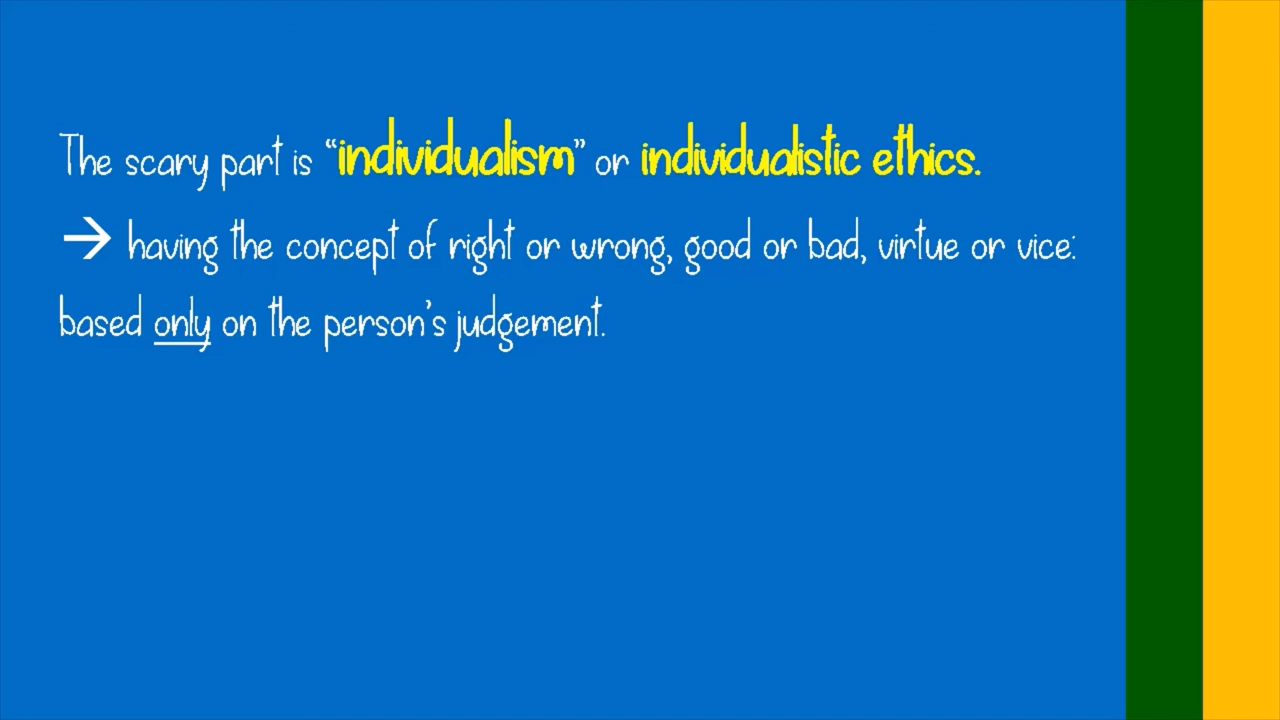 The scary part is “individualism” or individualistic ethics.
→ having the concept of right or wrong, good or bad, virtue or vice:
based only on the person’s judgement.